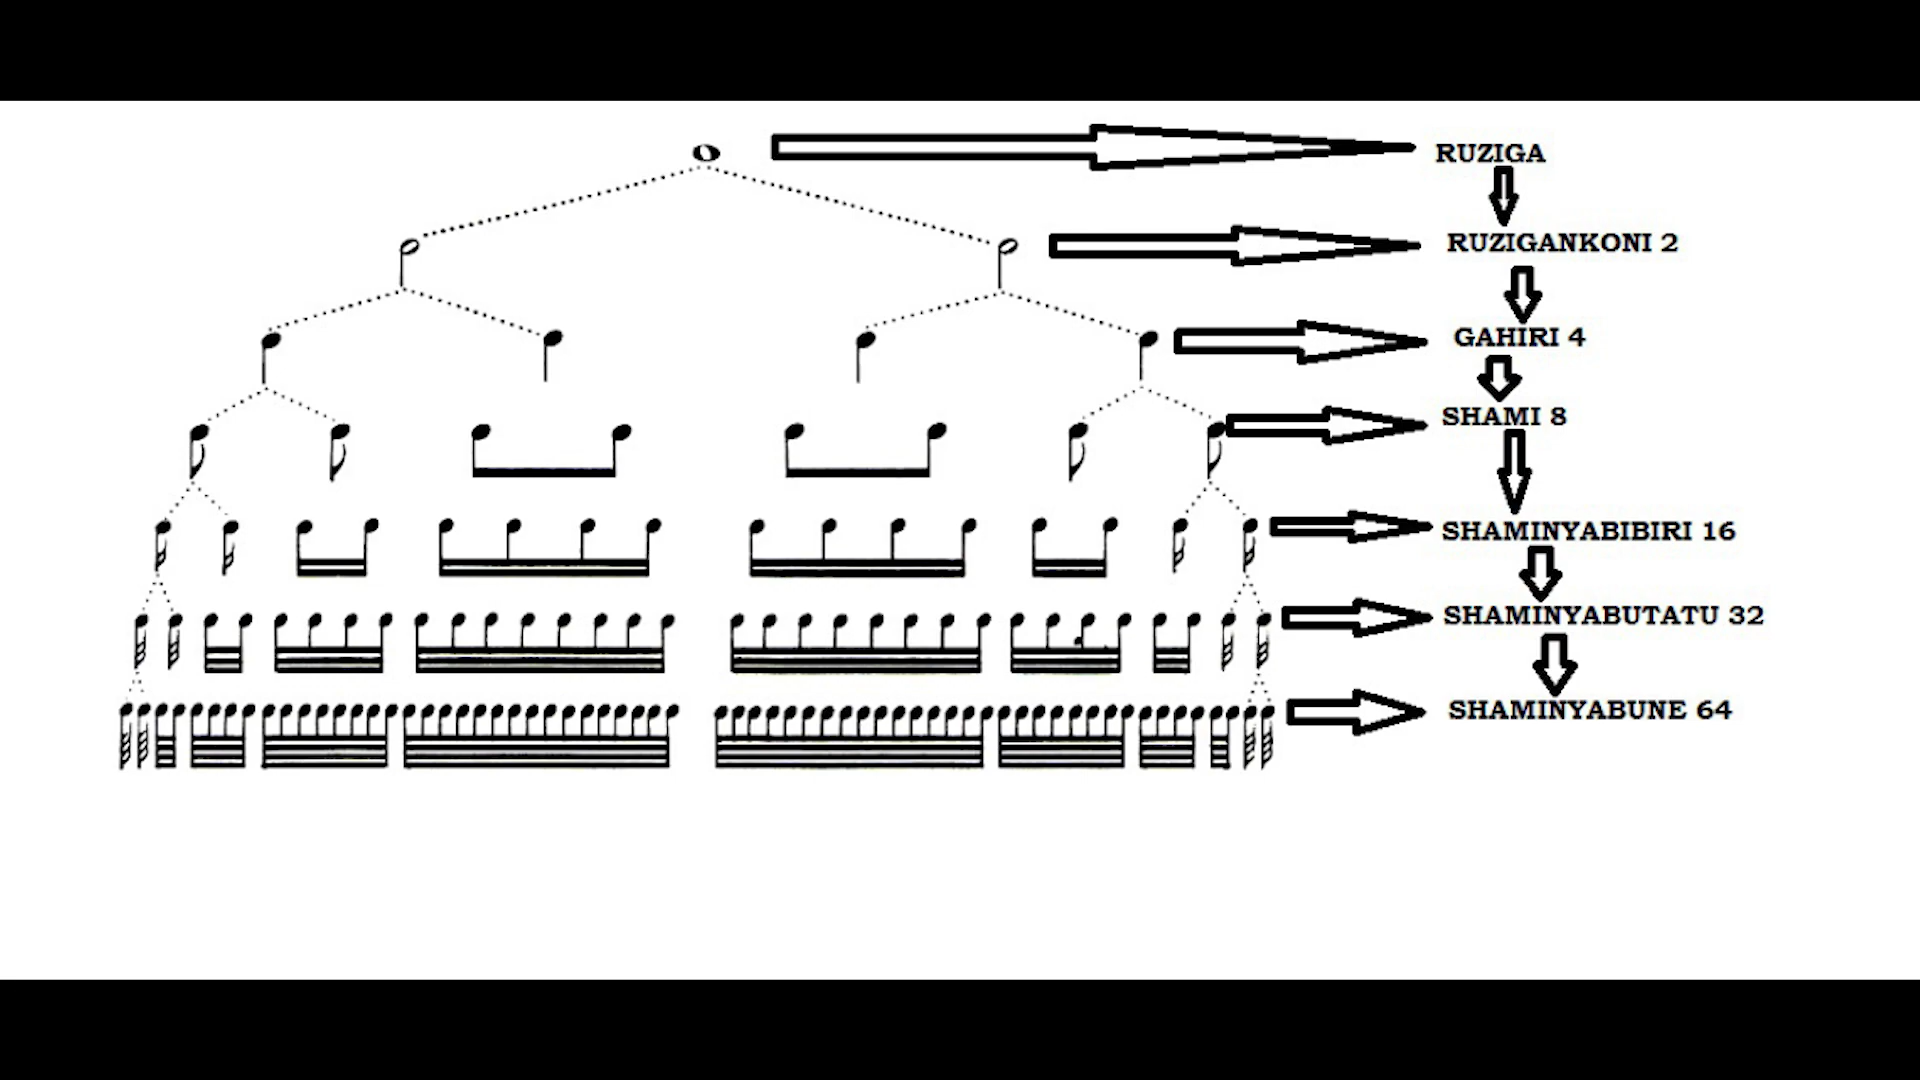 RUZIGA
RUZIGANKONI 2
GAHIRI 4
SHAMI 8
SHAMINYABIBIRI 16
SHAMINYABUTATU 32
SHAMINYABUNE 64